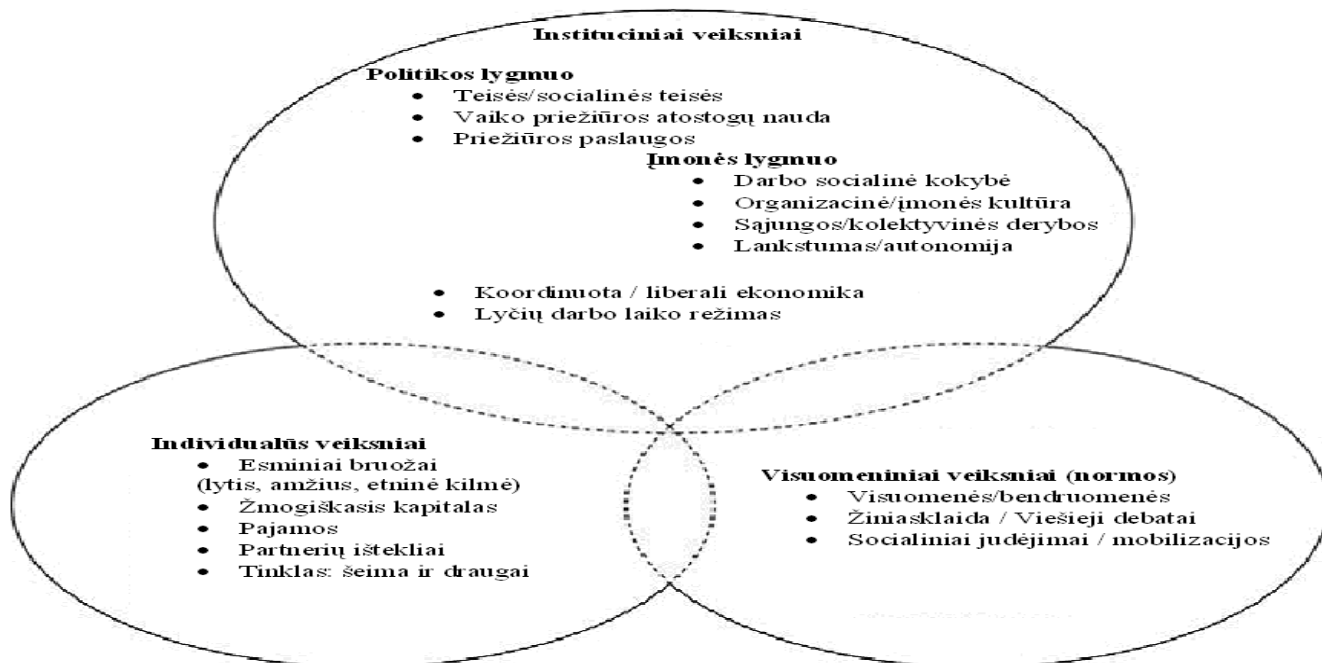 Instituciniai veiksniai
Politikos lygmuo
• Teisės/socialinės teisės
• Vaiko priežiūros atostogų nauda
• Priežiūros paslaugos
Įmonės lygmuo
• Darbo socialinė kokybė
• Organizacinė/įmonės kultūra
• Sąjungos/kolektyvinės derybos
• Lankstumas/autonomija
• Koordinuota / liberali ekonomika
• Lyčių darbo laiko režimas
Individualūs veiksniai
• Esminiai bruožai
(lytis, amžius, etninė kilmė)
• Žmogiškasis kapitalas
• Pajamos
• Partnerių ištekliai
• Tinklas: šeima ir draugai
Visuomeniniai veiksniai (normos)
• Visuomenės/bendruomenės
• Žiniasklaida / Viešieji debatai
• Socialiniai judėjimai / mobilizacijos